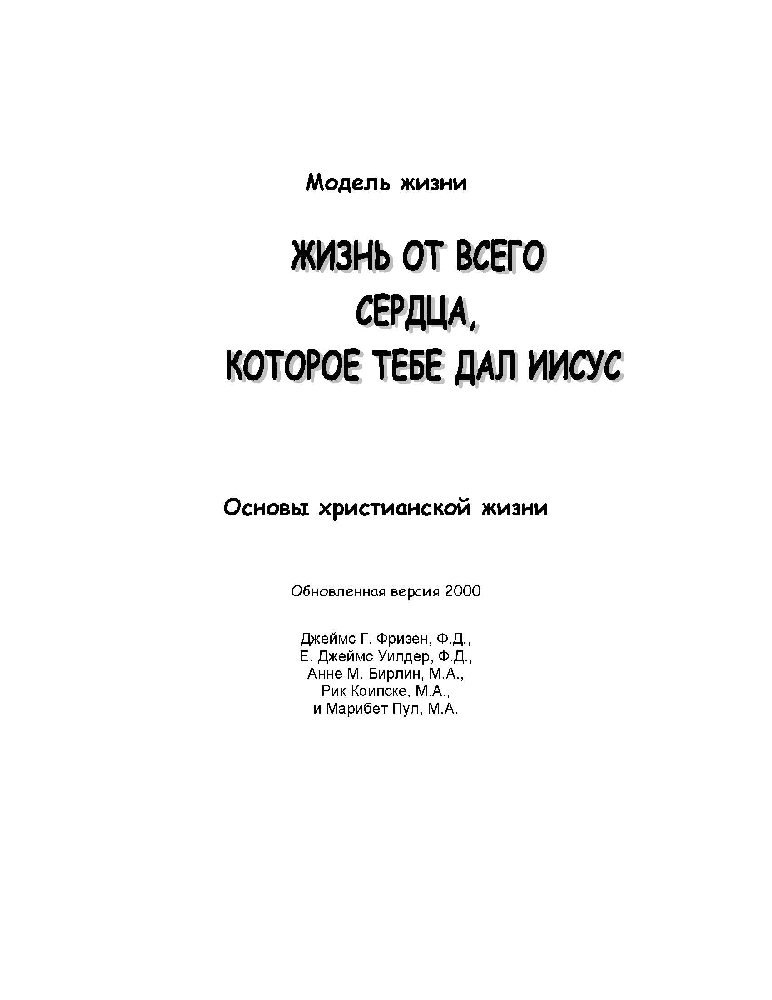 Модель жизни
ЖИЗНЬ ОТ ВСЕГО
СЕРДЦА,
КОТОРОЕ ТЕБЕ ДАЛ ИИСУС
Основы христианской жизни
Обновленная версия 2000
Джеймс Г. Фризен, Ф.Д.,
Е. Джеймс Уилдер, Ф.Д.,
Анне М. Бирлин, М.А.,
Рик Коипске, М.А.,
и Марибет Пул, М.А.